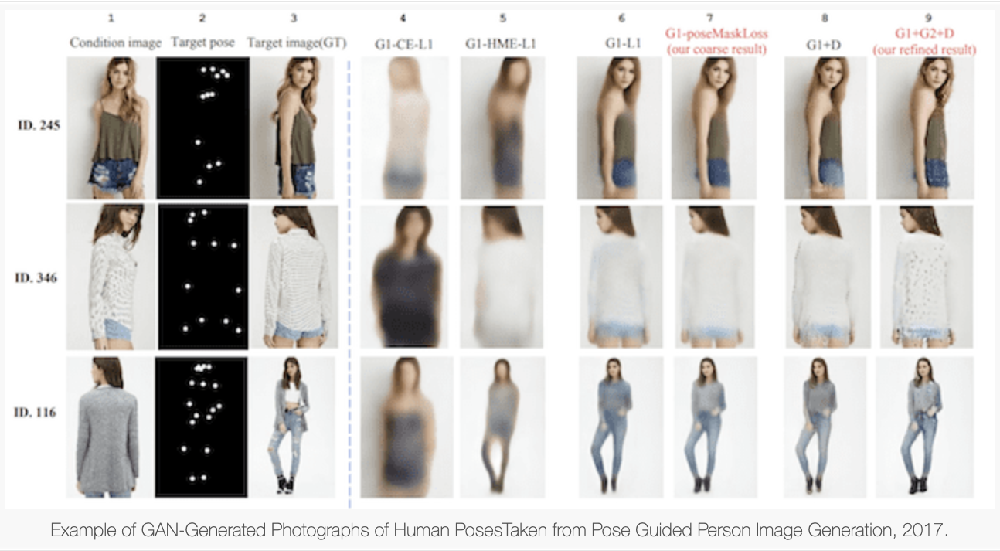 1 2 3 4 5 6 7 8 9
Condition image Target pose Target image(GT) G1-CE-L1 G1-HME-L1 G1-L1 G1-poseMaskLoss G1+D G1+G2+D
(our coarse result) (our refined result)
ID. 245
ID. 346
ID. 116
Example of GAN-Generated Photographs of Human PosesTaken from Pose Guided Person Image Generation, 2017.